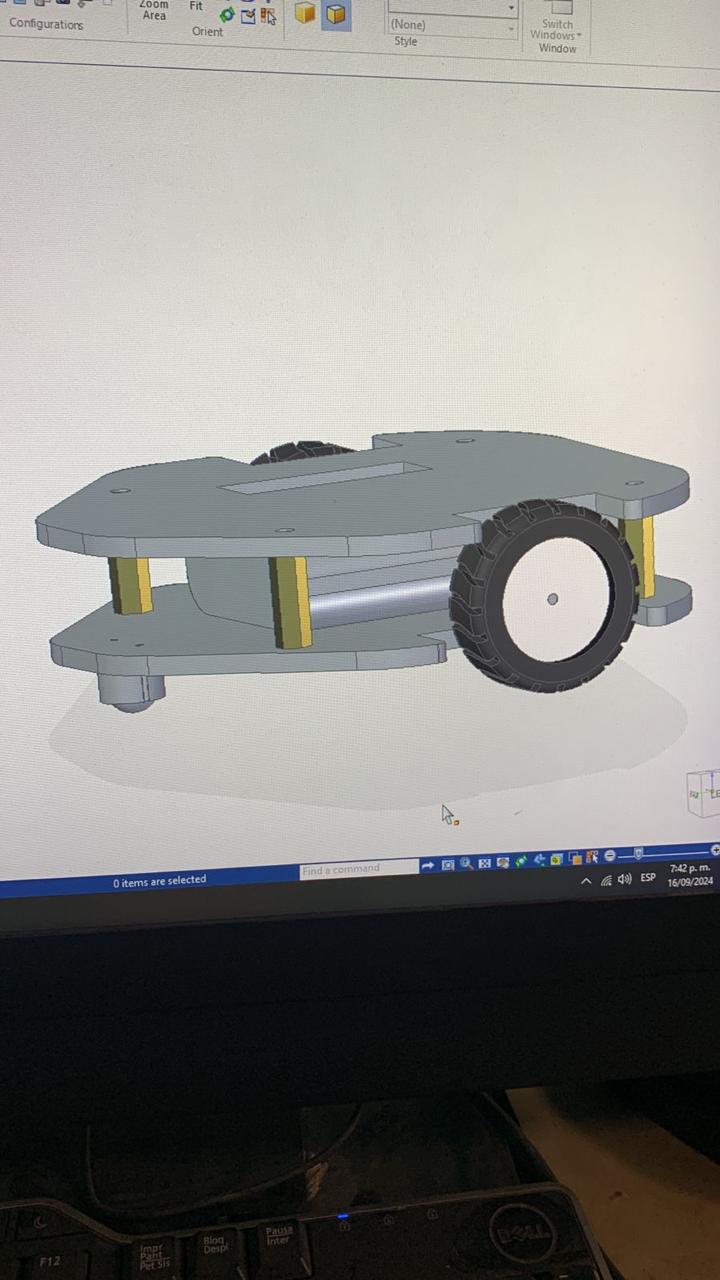 Zoom
Area
Fit
Configurations
Orient
(None)
Style
Switch
Windows
Window
0 items are selected
Find a command
ESP
7:42 p. m.
16/09/2024
F12
Impr
Pant
Pet Sis
Bloq
Despl
Pausa
Inter
DELL